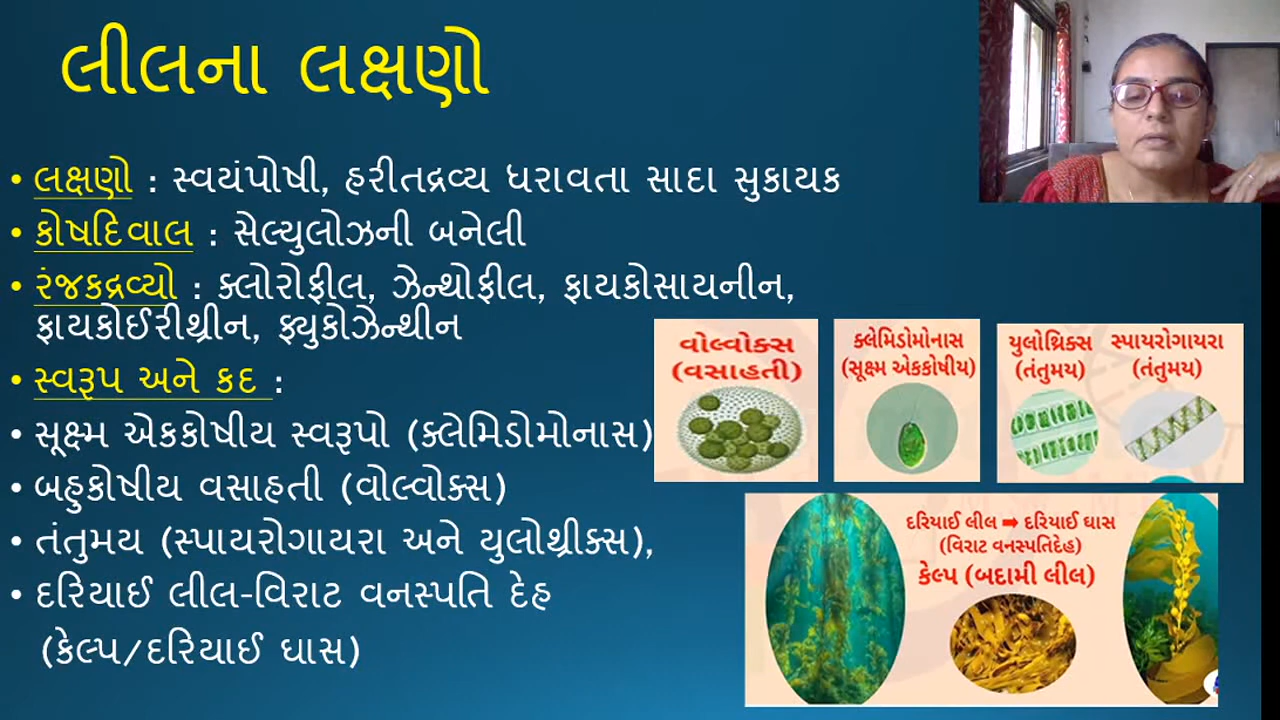 લીલના લક્ષણો
• લક્ષણો : સ્વયંપોષી, હરીતદ્રવ્ય ધરાવતા સાદા સુકાયક
• કોષદિવાલ : સેલ્યુલોઝની બનેલી
• રંજકદ્રવ્યો : ક્લોરોફીલ, ઝેન્થોફીલ, ફાયકોસાયનીન,
ફાયકોઈરીથ્રીન, ફ્યુકોઝેન્થીન
• સ્વરૂપ અને કદ :
• સૂક્ષ્મ એકકોષીય સ્વરૂપો (ક્લેમિડોમોનાસ)
• બહુકોષીય વસાહતી (વોલ્વોક્સ)
• તંતુમય (સ્પાયરોગાયરા અને યુલોથ્રીક્સ),
• દરિયાઈ લીલ-વિરાટ વનસ્પતિ દેહ
(કેલ્પ/દરિયાઈ ઘાસ)
વોલ્વોક્સ
(વસાહતી)
ક્લેમિડોમોનાસ
(સૂક્ષ્મ એકકોષીય)
યુલોથ્રિક્સ
(તંતુમય)
સ્પાયરોગાયરા
(તંતુમય)
દરિયાઈ લીલ ➡ દરિયાઈ ઘાસ
(વિરાટ વનસ્પતિદેહ)
કેલ્પ (બદામી લીલ)